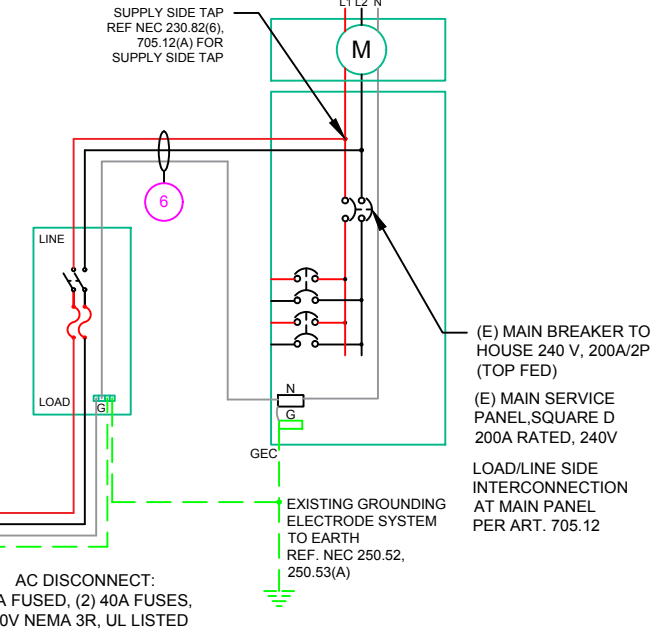 SUPPLY SIDE TAP
REF NEC 230.82(6),
705.12(A) FOR
SUPPLY SIDE TAP
L1 L2 N
M
6
LINE
LOAD
G
N
G
GEC
(E) MAIN BREAKER TO
HOUSE 240 V, 200A/2P
(TOP FED)
(E) MAIN SERVICE
PANEL,SQUARE D
200A RATED, 240V
LOAD/LINE SIDE
INTERCONNECTION
AT MAIN PANEL
PER ART. 705.12
EXISTING GROUNDING
ELECTRODE SYSTEM
TO EARTH
REF. NEC 250.52,
250.53(A)
AC DISCONNECT:
A FUSED, (2) 40A FUSES,
0V NEMA 3R, UL LISTED